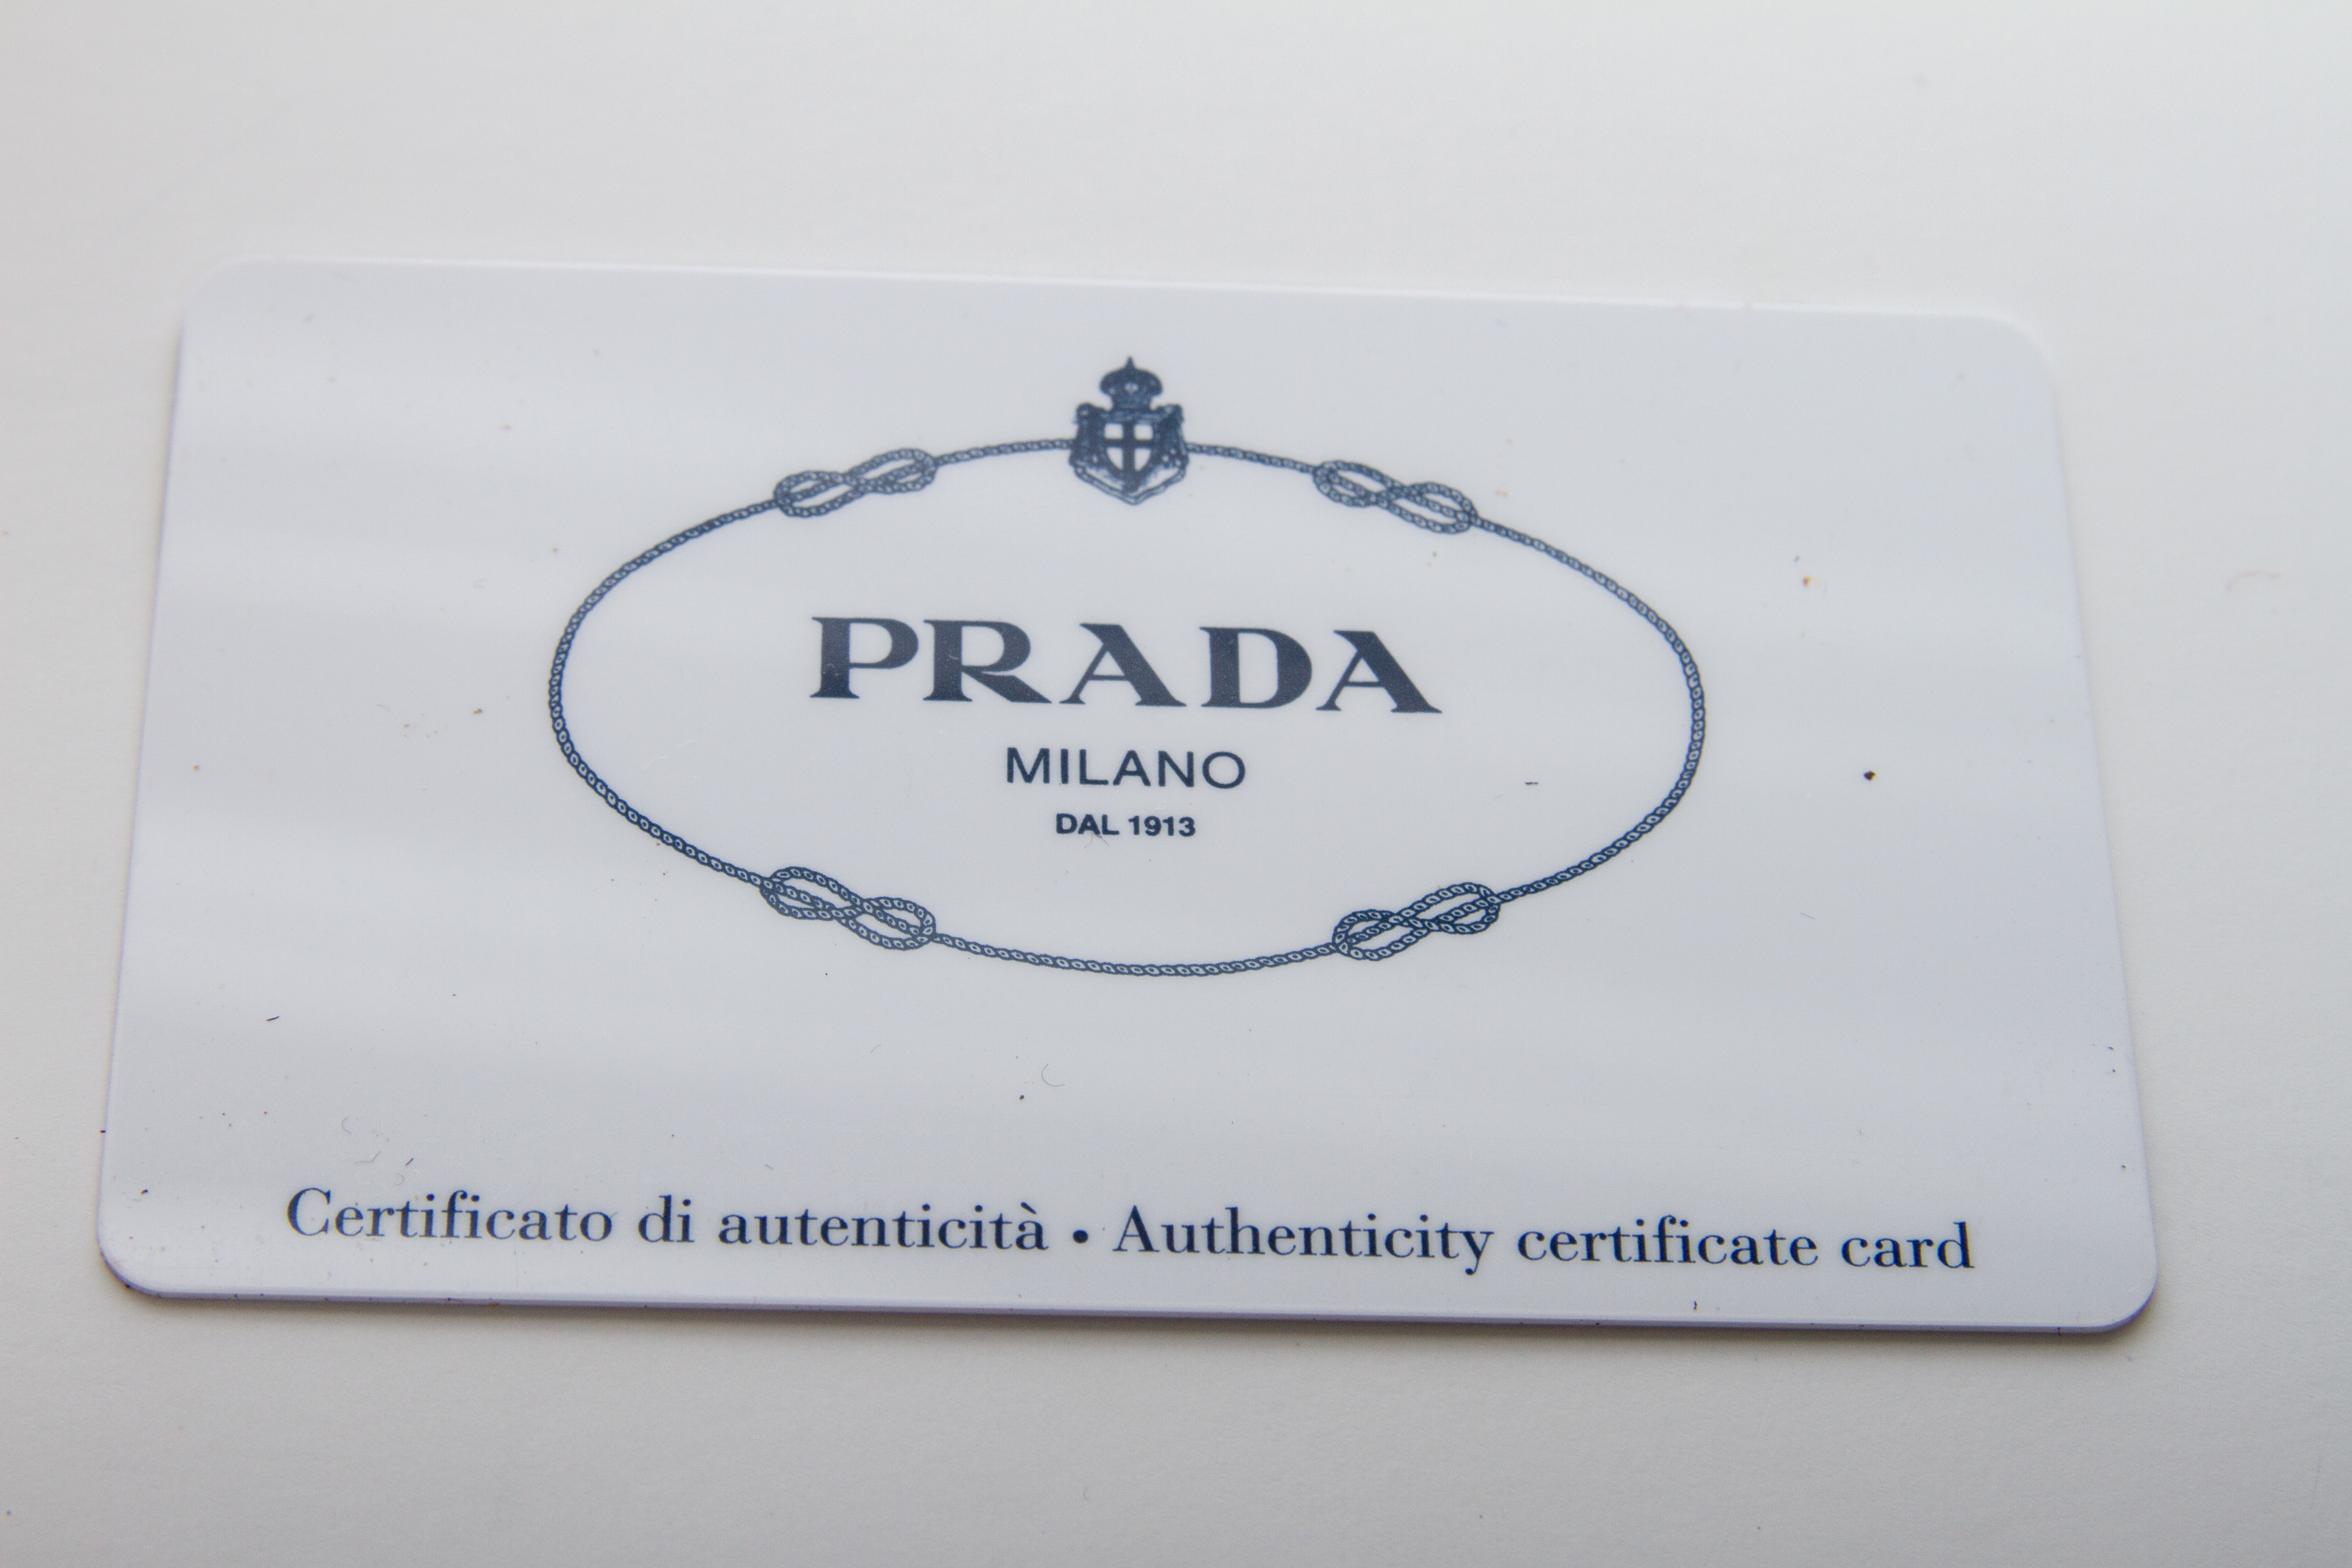 PRADA
MILANO
DAL 1913
Certificato di autenticità • Authenticity certificate card